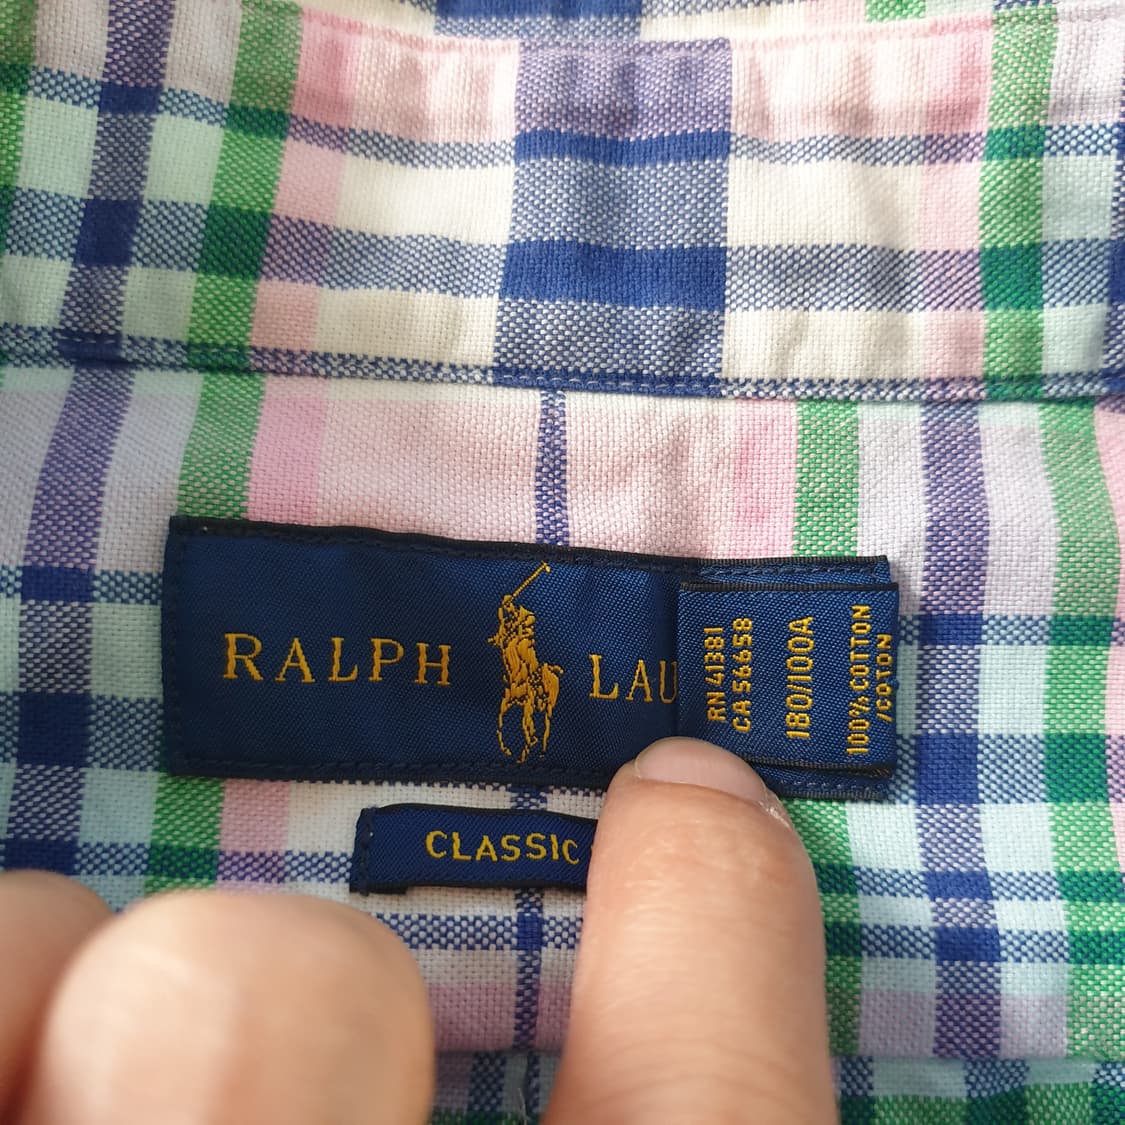 RALPH LAU
RN 41381
CA 56658
180/100A
100% COTTON
/COTON
CLASSIC